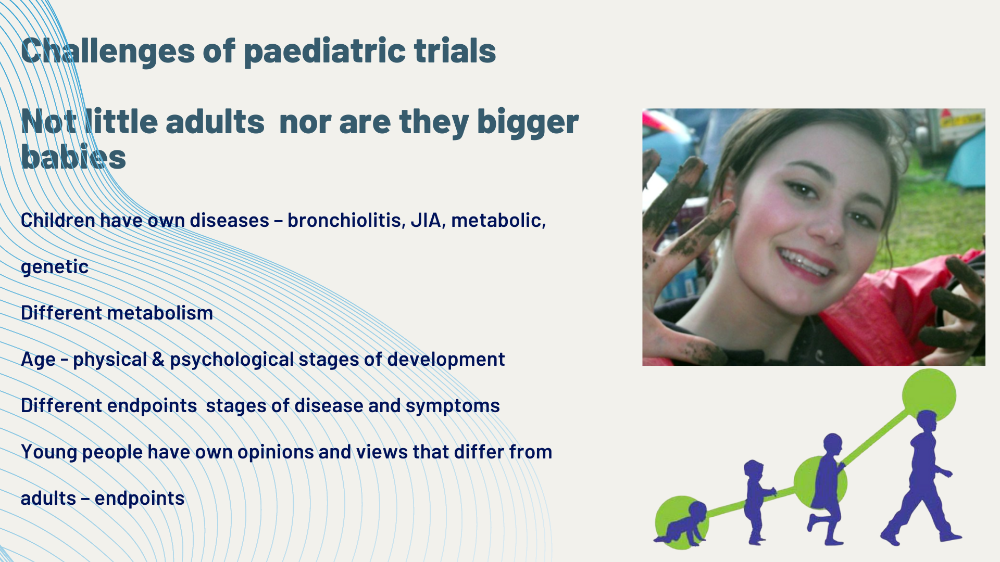 Challenges of paediatric trials
Not little adults  nor are they bigger
babies
Children have own diseases – bronchiolitis, JIA, metabolic,
genetic
Different metabolism
Age - physical & psychological stages of development
Different endpoints  stages of disease and symptoms
Young people have own opinions and views that differ from
adults – endpoints